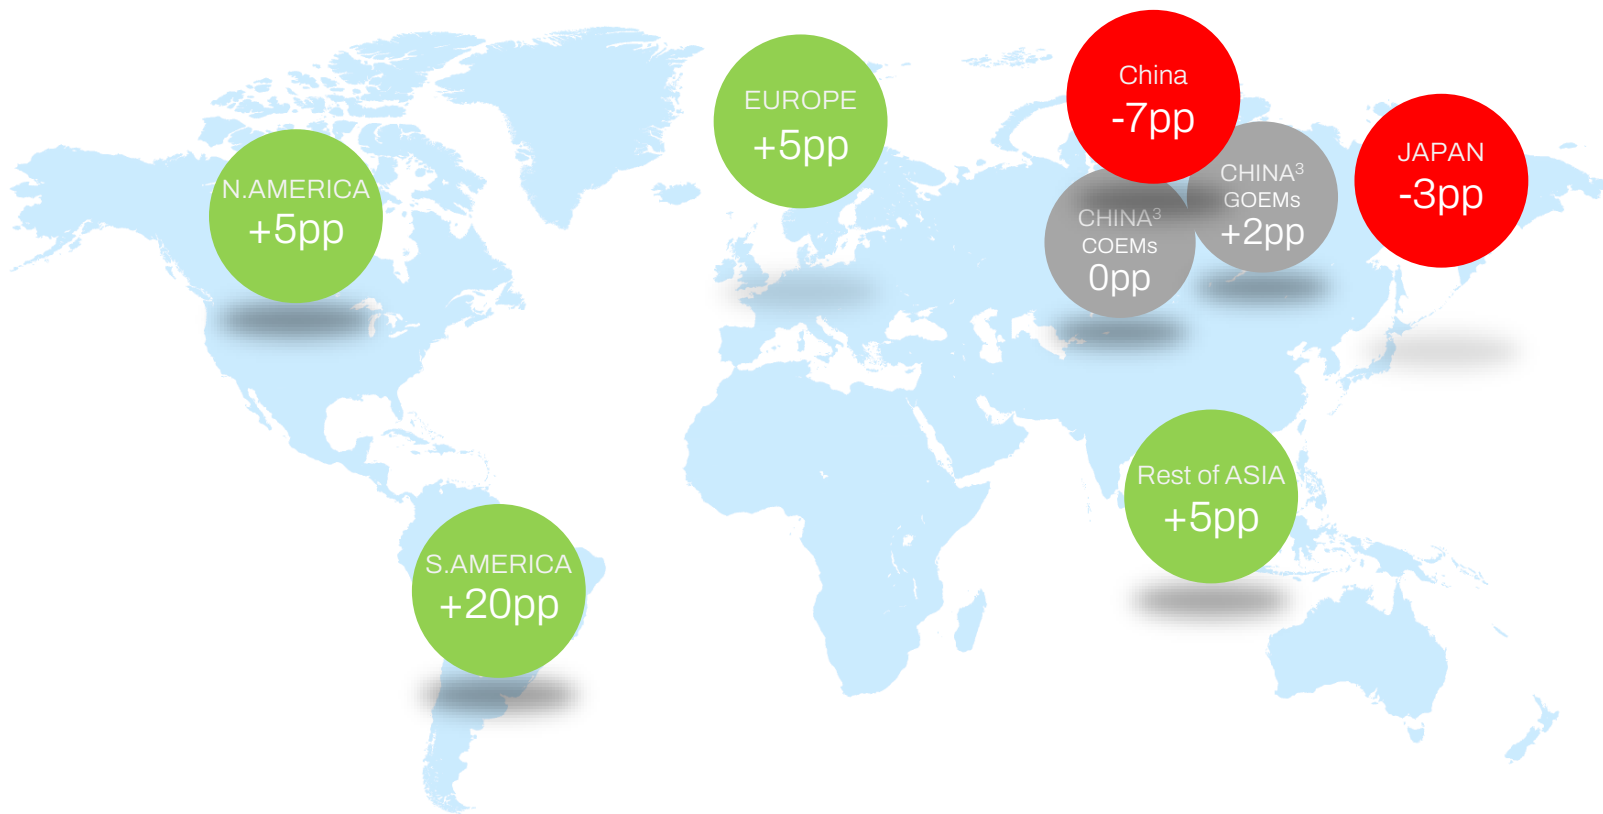 N.AMERICA
+5pp
S.AMERICA
+20pp
EUROPE
+5pp
China
-7pp
CHINA³
COEMs
0pp
CHINA³
GOEMs
+2pp
JAPAN
-3pp
Rest of ASIA
+5pp